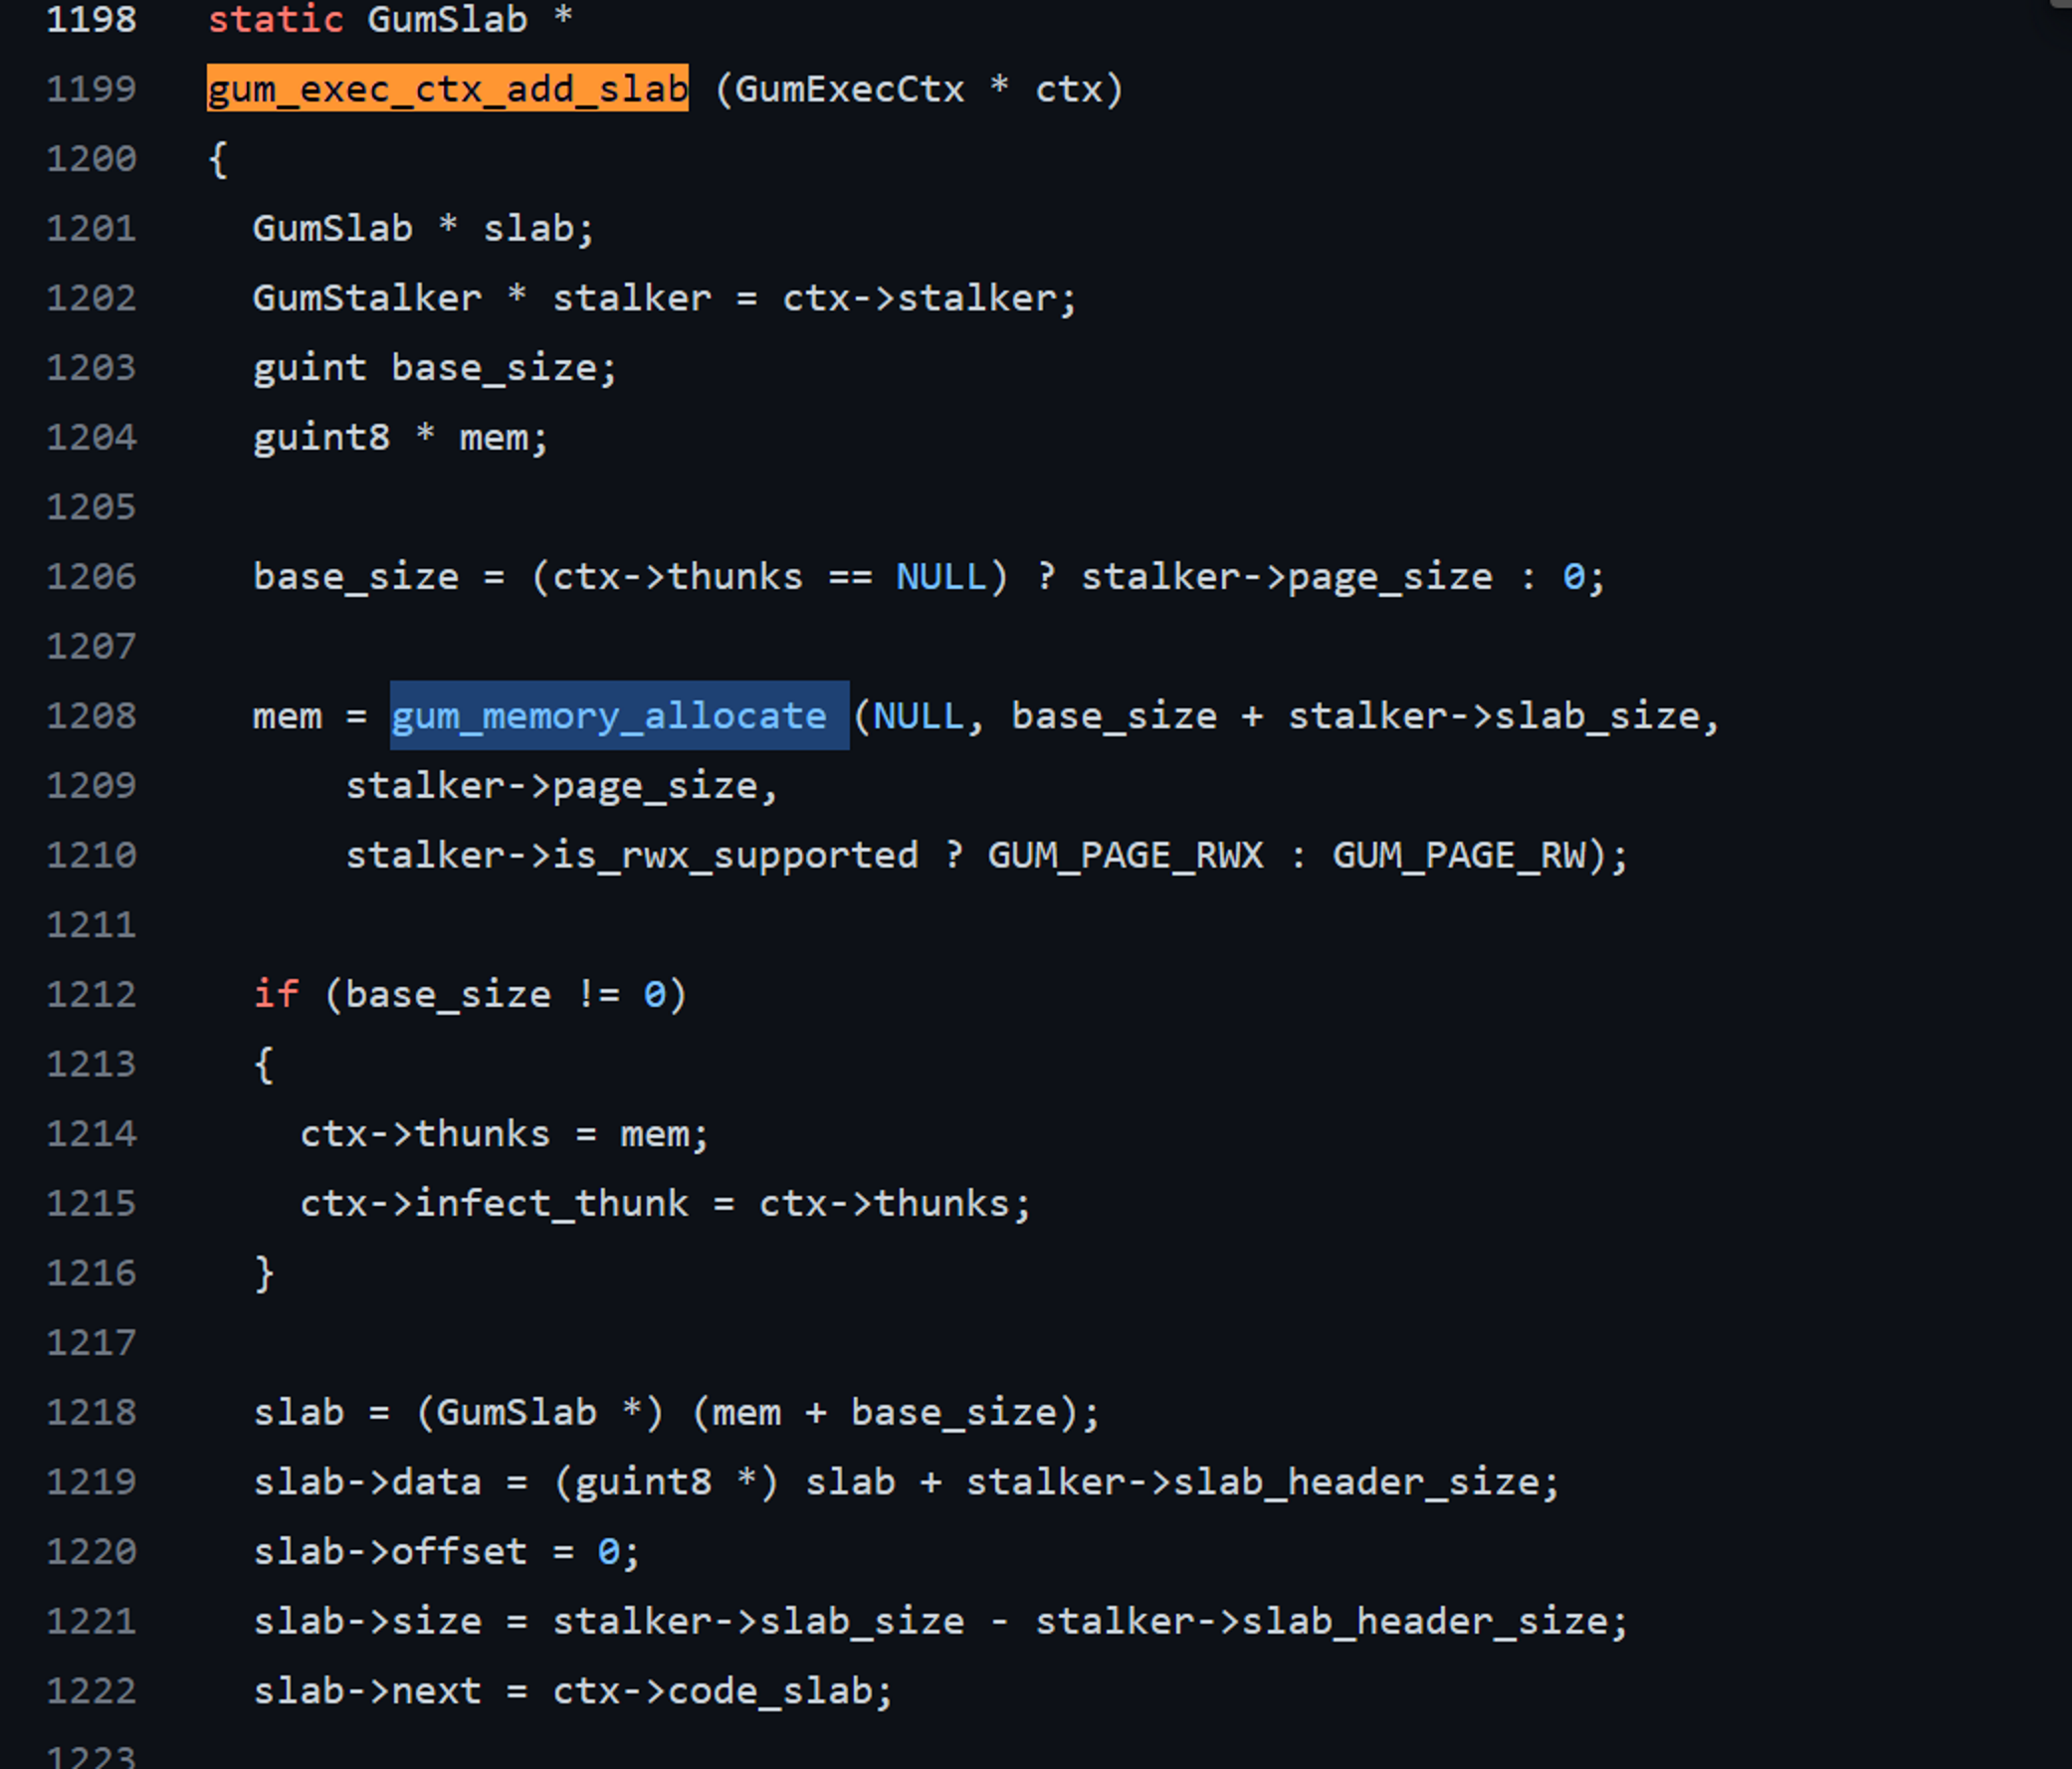 1198 static GumSlab *
1199 gum_exec_ctx_add_slab (GumExecCtx * ctx)
1200 {
1201   GumSlab * slab;
1202   GumStalker * stalker = ctx->stalker;
1203   guint base_size;
1204   guint8 * mem;
1205
1206   base_size = (ctx->thunks == NULL) ? stalker->page_size : 0;
1207
1208   mem = gum_memory_allocate (NULL, base_size + stalker->slab_size,
1209       stalker->page_size,
1210       stalker->is_rwx_supported ? GUM_PAGE_RWX : GUM_PAGE_RW);
1211
1212   if (base_size != 0)
1213   {
1214     ctx->thunks = mem;
1215     ctx->infect_thunk = ctx->thunks;
1216   }
1217
1218   slab = (GumSlab *) (mem + base_size);
1219   slab->data = (guint8 *) slab + stalker->slab_header_size;
1220   slab->offset = 0;
1221   slab->size = stalker->slab_size - stalker->slab_header_size;
1222   slab->next = ctx->code_slab;
1223